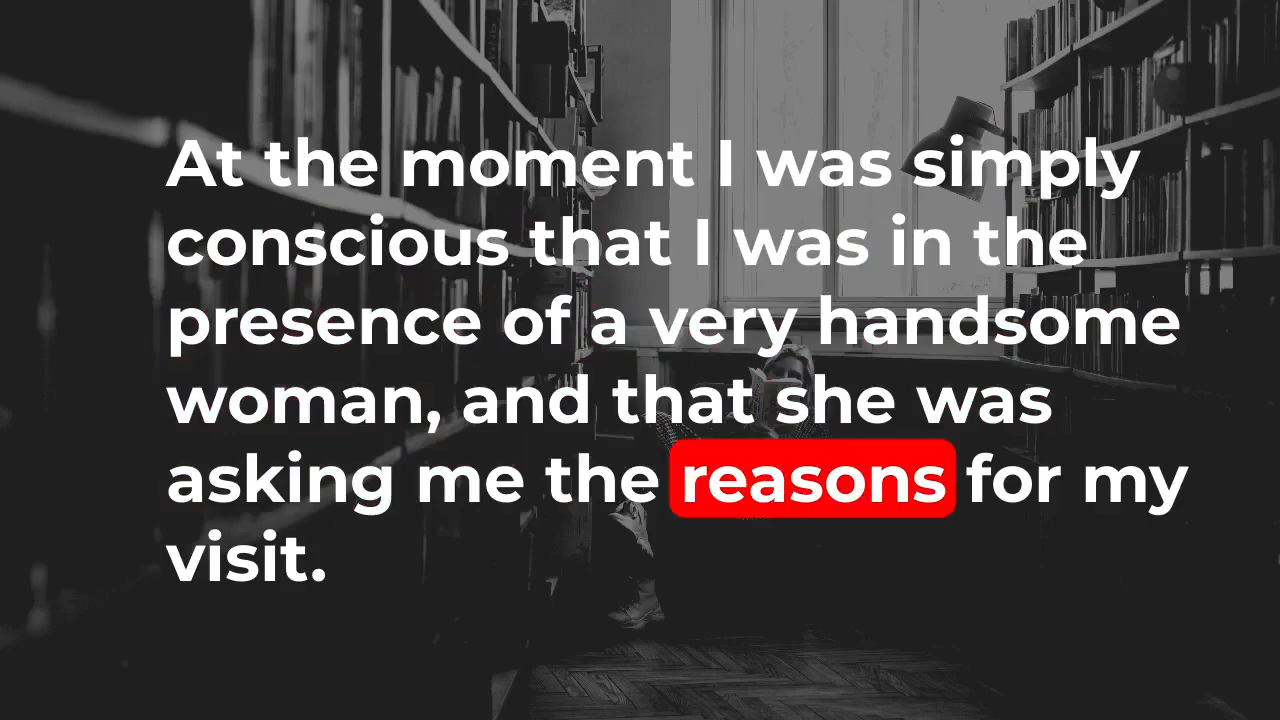 At the moment I was simply
conscious that I was in the
presence of a very handsome
woman, and that she was
asking me the reasons for my
visit.